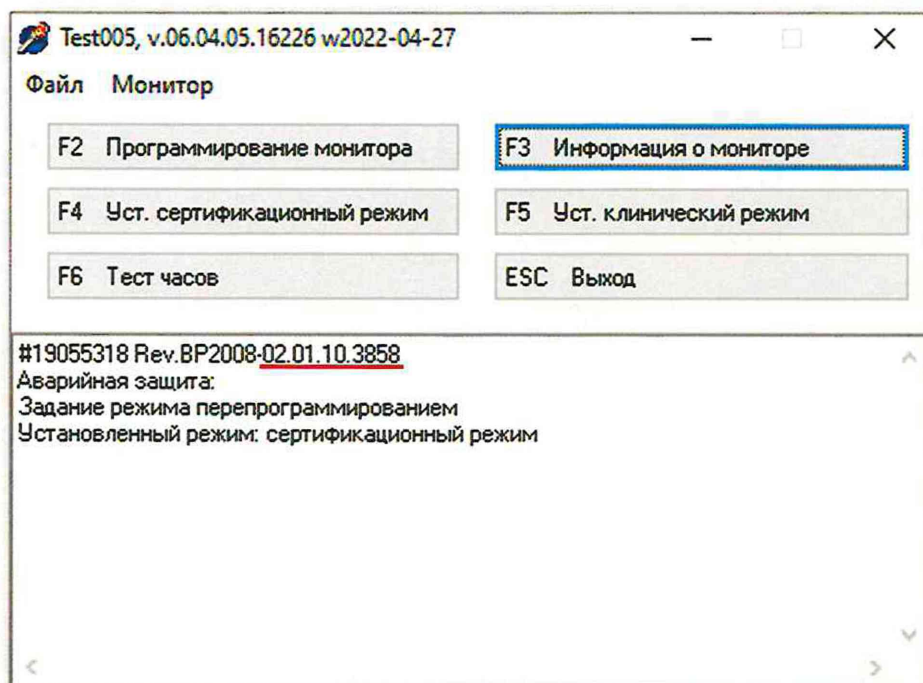 Test005, v.06.04.05.16226 w2022-04-27
Файл Монитор
F2 Программирование монитора
F3 Информация о мониторе
F4 Уст. сертификационный режим
F5 Уст. клинический режим
F6 Тест часов
ESC Выход
#19055318 Rev.BP2008-02.01.10.3858
Аварийная защита:
Задание режима перепрограммированием
Установленный режим: сертификационный режим